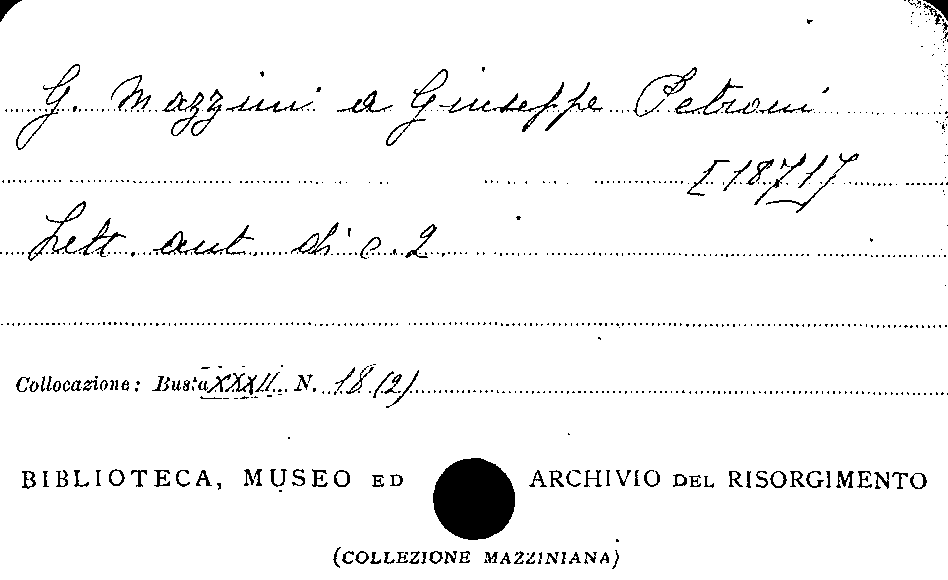 G. Mazzini a Giuseppe Petroni
[1871]
Lett. aut. di c. 2
Collocazione: Busta XXXII N. 18 (2)
BIBLIOTECA, MUSEO ED ARCHIVIO DEL RISORGIMENTO
(COLLEZIONE MAZZINIANA)